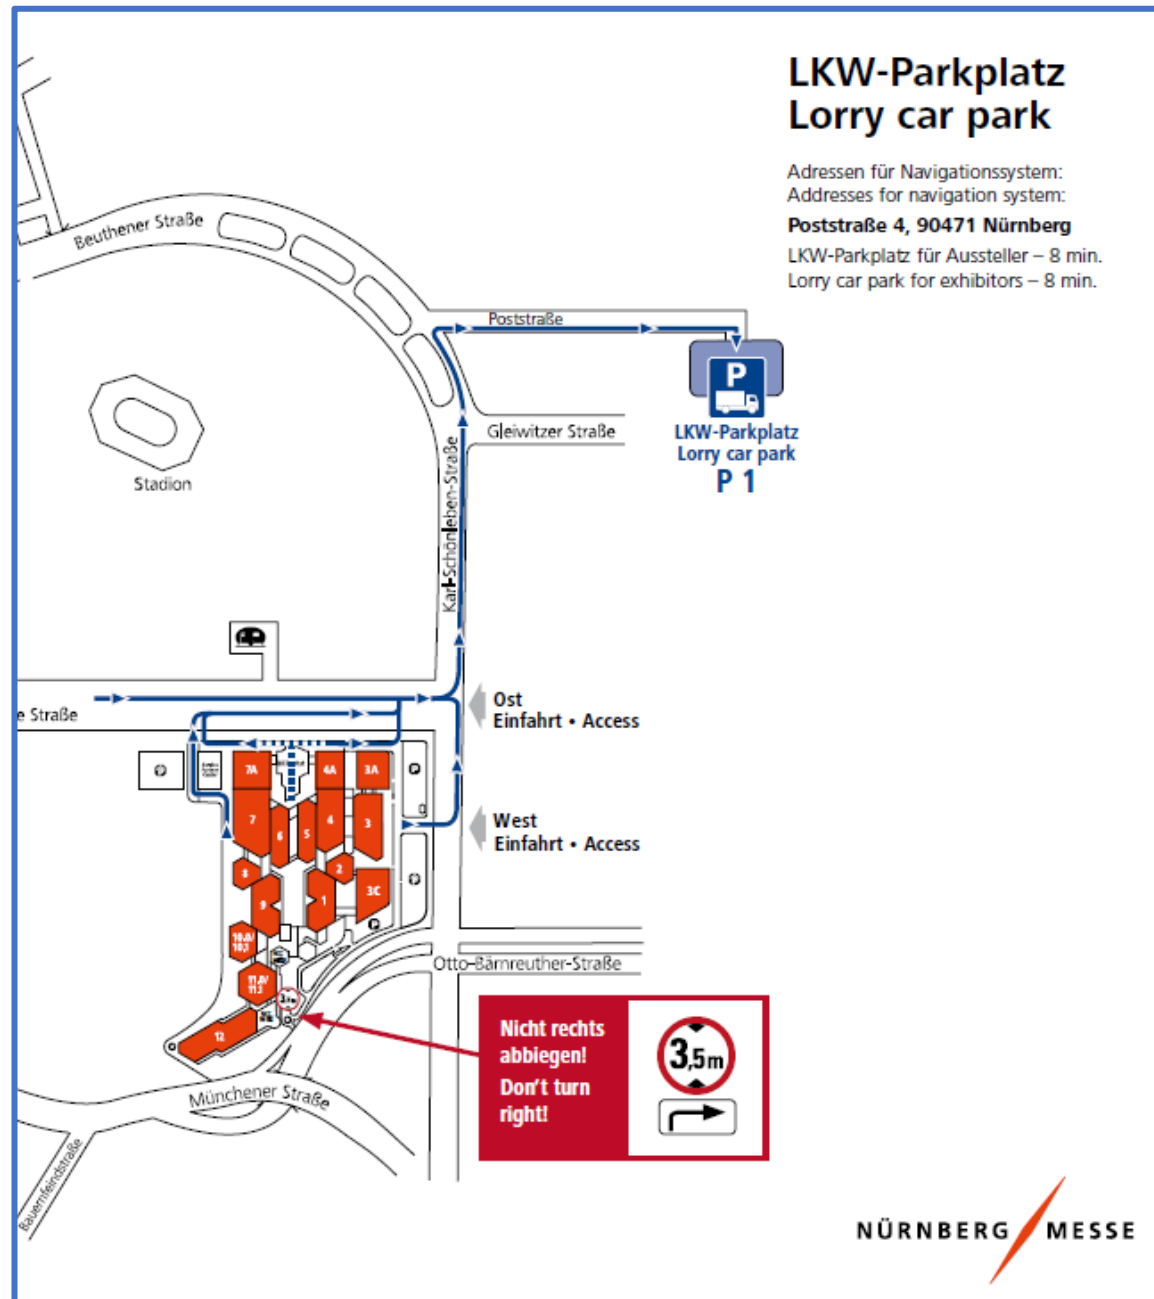 LKW-Parkplatz
Lorry car park
Adressen für Navigationssystem:
Addresses for navigation system:
Poststraße 4, 90471 Nürnberg
LKW-Parkplatz für Aussteller – 8 min.
Lorry car park for exhibitors – 8 min.
Beuthener Straße
Poststraße
P
LKW-Parkplatz
Lorry car park
P 1
Gleiwitzer Straße
Stadion
Karl-Schönleben-Straße
e Straße
Ost
Einfahrt • Access
West
Einfahrt • Access
7A
4A
3A
P
7
6
5
4
3
8
2
9
1
3C
10.0/
10.1
11.0/
11.1
12
Otto-Bärnreuther-Straße
Münchener Straße
Bauernfeindstraße
Nicht rechts
abbiegen!
Don't turn
right!
3,5m
NÜRNBERG MESSE